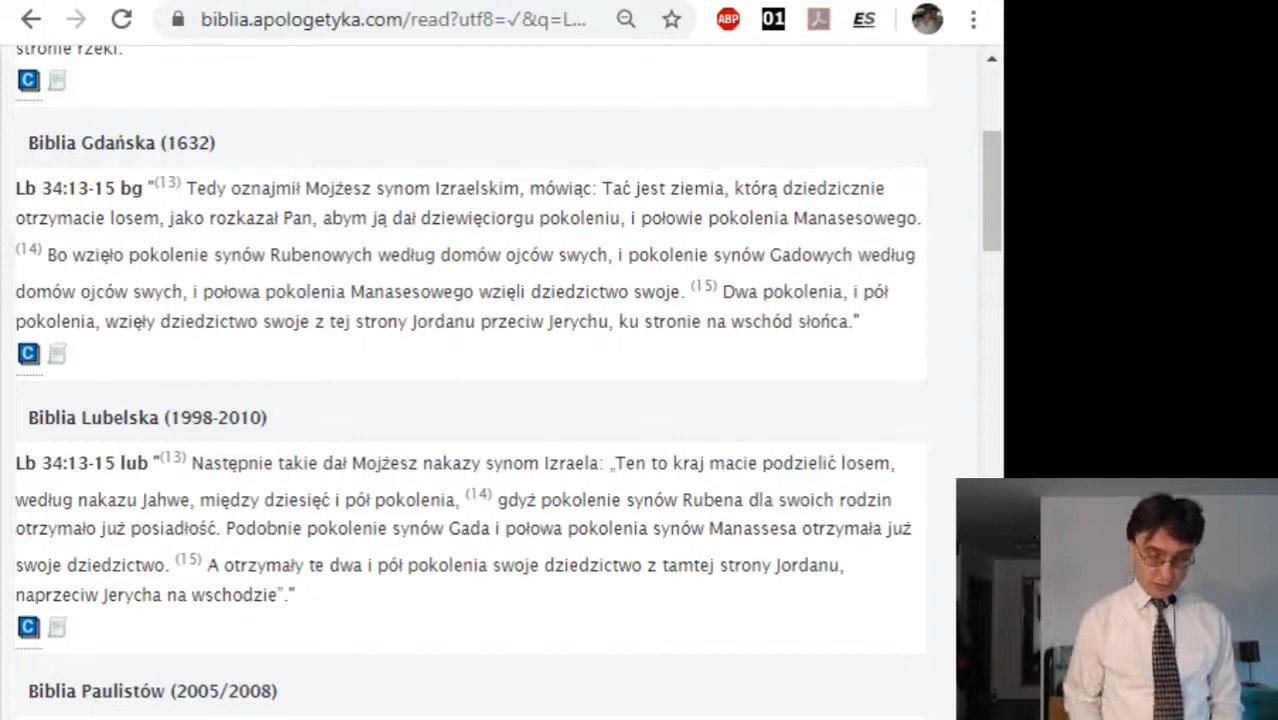 biblia.apologetyka.com/read?utf8=✓&q=L...
ABP
01
ES
stronie rzeki.
C
Biblia Gdańska (1632)
Lb 34:13-15 bg "(13) Tedy oznajmił Mojżesz synom Izraelskim, mówiąc: Tać jest ziemia, którą dziedzicznie
otrzymacie losem, jako rozkazał Pan, abym ją dał dziewięciorgu pokoleniu, i połowie pokolenia Manasesowego.
(14) Bo wzięło pokolenie synów Rubenowych według domów ojców swych, i pokolenie synów Gadowych według
domów ojców swych, i połowa pokolenia Manasesowego wzięli dziedzictwo swoje. (15) Dwa pokolenia, i pół
pokolenia, wzięły dziedzictwo swoje z tej strony Jordanu przeciw Jerychu, ku stronie na wschód słońca."
C
Biblia Lubelska (1998-2010)
Lb 34:13-15 lub "(13) Następnie takie dał Mojżesz nakazy synom Izraela: „Ten to kraj macie podzielić losem,
według nakazu Jahwe, między dziesięć i pół pokolenia, (14) gdyż pokolenie synów Rubena dla swoich rodzin
otrzymało już posiadłość. Podobnie pokolenie synów Gada i połowa pokolenia synów Manassesa otrzymała już
swoje dziedzictwo. (15) A otrzymały te dwa i pół pokolenia swoje dziedzictwo z tamtej strony Jordanu,
naprzeciw Jerycha na wschodzie”."
C
Biblia Paulistów (2005/2008)